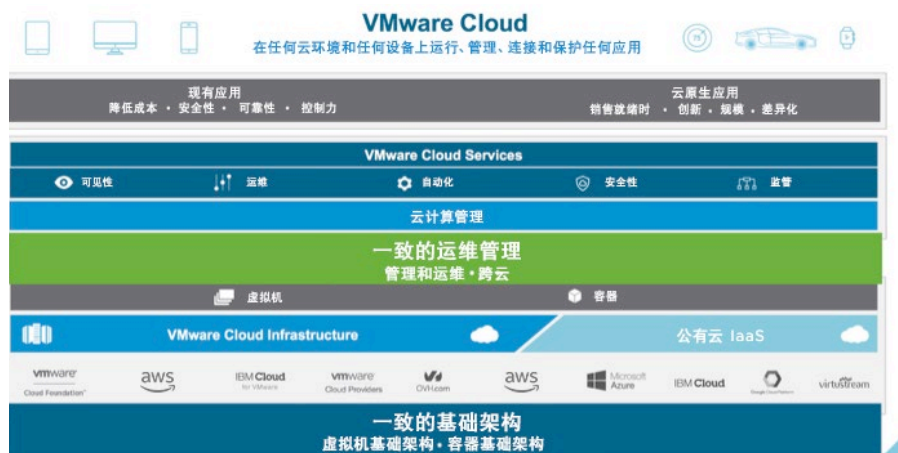 VMware Cloud
在任何云环境和任何设备上运行、管理、连接和保护任何应用
75
现有应用
降低成本 • 安全性 • 可靠性 • 控制力
云原生应用
销售就绪时 • 创新 • 规模 • 差异化
VMware Cloud Services
可见性 运维 自动化 安全性 监管
云计算管理
一致的运维管理
管理和运维 • 跨云
虚拟机 容器
VMware Cloud Infrastructure 公有云 IaaS
vmware Cloud Foundation™
aws
IBM Cloud for VMware
vmware Cloud Providers
OVH.com
aws
Microsoft Azure
IBM Cloud
Google Cloud Platform
virtustream
一致的基础架构
虚拟机基础架构 • 容器基础架构